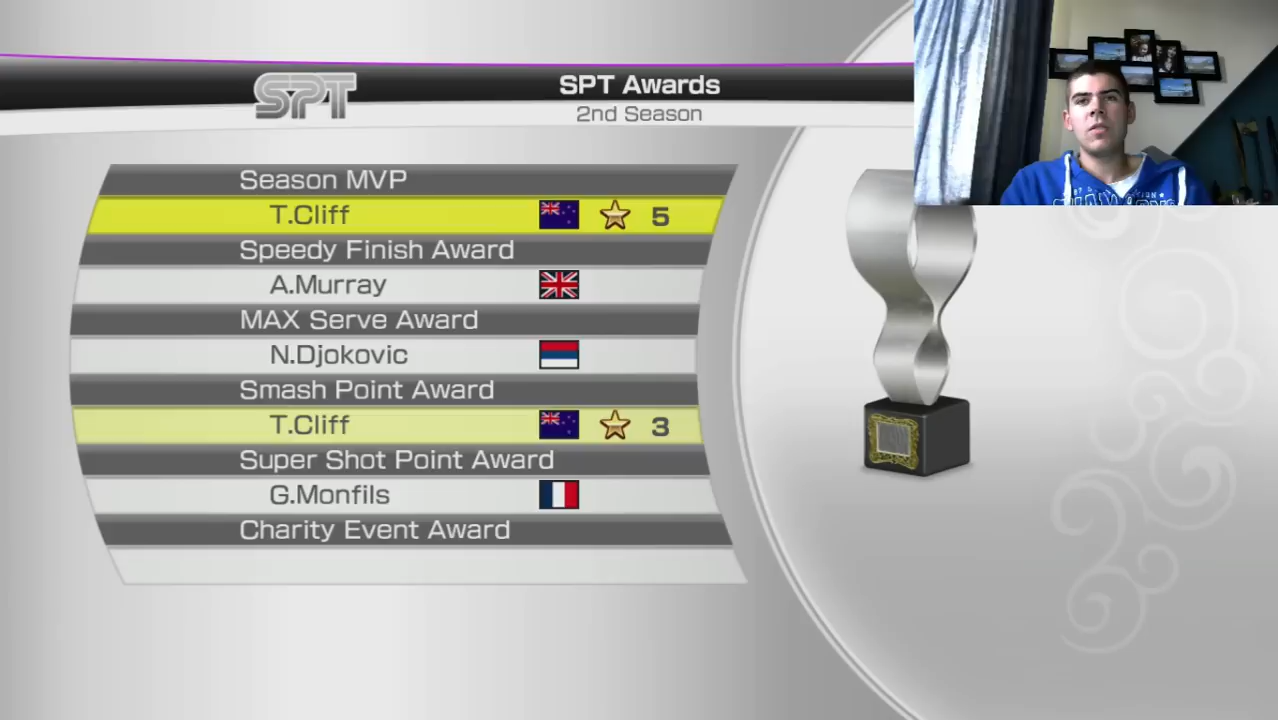 SPT
SPT Awards
2nd Season
Season MVP
T.Cliff 5
Speedy Finish Award
A.Murray
MAX Serve Award
N.Djokovic
Smash Point Award
T.Cliff 3
Super Shot Point Award
G.Monfils
Charity Event Award